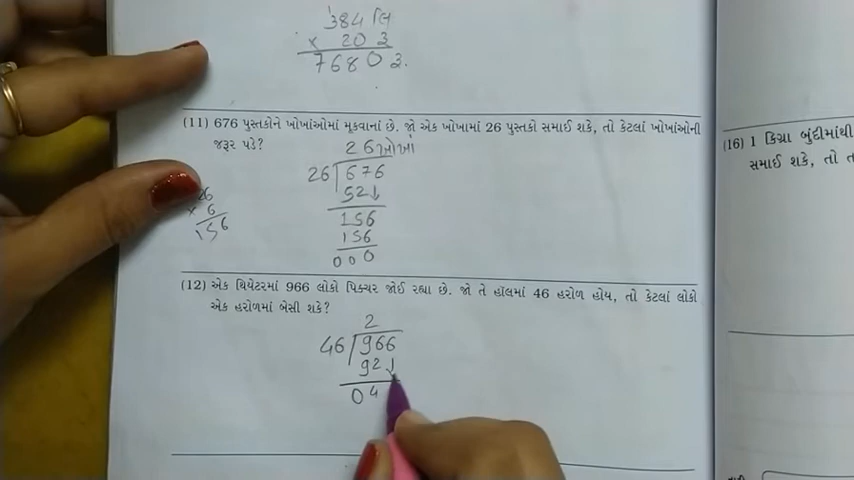 384 લિ
× 20 રૂ
7680 રૂ.
(11) 676 પુસ્તકોને ખોખાંઓમાં મૂકવાનાં છે. જો એક ખોખામાં 26 પુસ્તકો સમાઈ શકે, તો કેટલાં ખોખાંઓની
જરૂર પડે?
26 ખોખાં
26 676
52↓
156
156
000
26
× 6
156
(12) એક થિયેટરમાં 966 લોકો પિક્ચર જોઈ રહ્યા છે. જો તે હૉલમાં 46 હરોળ હોય, તો કેટલાં લોકો
એક હરોળમાં બેસી શકે?
2
46 966
92↓
04
(16) 1 કિગ્રા બુંદીમાંથી
સમાઈ શકે, તો